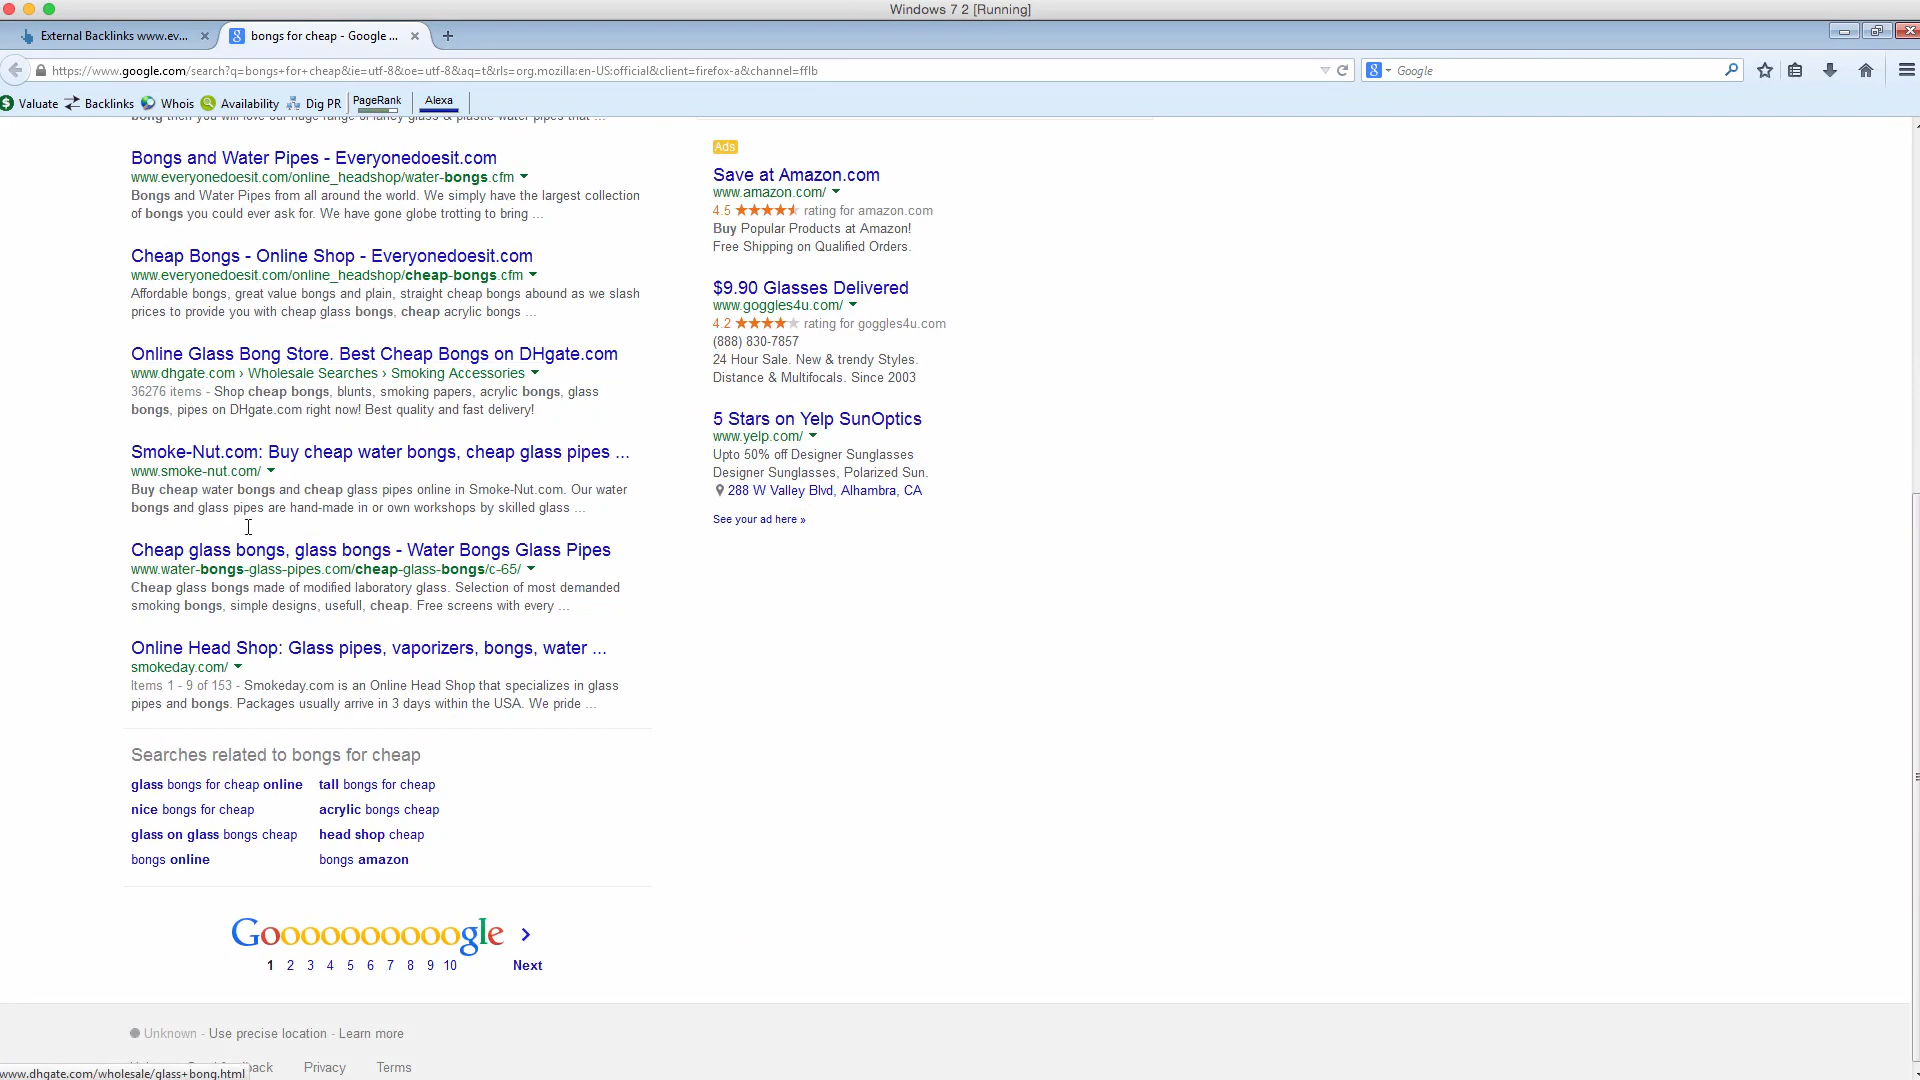 Windows 7 2 [Running]
External Backlinks www.ev...
bongs for cheap - Google ...
https://www.google.com/search?q=bongs+for+cheap&ie=utf-8&oe=utf-8&aq=t&rls=org.mozilla:en-US:official&client=firefox-a&channel=fflb
Google
Valuate Backlinks Whois Availability Dig PR PageRank Alexa
bong then you will love our huge range of fancy glass & plastic water pipes that ...
Bongs and Water Pipes - Everyonedoesit.com
www.everyonedoesit.com/online_headshop/water-bongs.cfm
Bongs and Water Pipes from all around the world. We simply have the largest collection
of bongs you could ever ask for. We have gone globe trotting to bring ...
Cheap Bongs - Online Shop - Everyonedoesit.com
www.everyonedoesit.com/online_headshop/cheap-bongs.cfm
Affordable bongs, great value bongs and plain, straight cheap bongs abound as we slash
prices to provide you with cheap glass bongs, cheap acrylic bongs ...
Online Glass Bong Store. Best Cheap Bongs on DHgate.com
www.dhgate.com › Wholesale Searches › Smoking Accessories
36276 items - Shop cheap bongs, blunts, smoking papers, acrylic bongs, glass
bongs, pipes on DHgate.com right now! Best quality and fast delivery!
Smoke-Nut.com: Buy cheap water bongs, cheap glass pipes ...
www.smoke-nut.com/
Buy cheap water bongs and cheap glass pipes online in Smoke-Nut.com. Our water
bongs and glass pipes are hand-made in or own workshops by skilled glass ...
Cheap glass bongs, glass bongs - Water Bongs Glass Pipes
www.water-bongs-glass-pipes.com/cheap-glass-bongs/c-65/
Cheap glass bongs made of modified laboratory glass. Selection of most demanded
smoking bongs, simple designs, usefull, cheap. Free screens with every ...
Online Head Shop: Glass pipes, vaporizers, bongs, water ...
smokeday.com/
Items 1 - 9 of 153 - Smokeday.com is an Online Head Shop that specializes in glass
pipes and bongs. Packages usually arrive in 3 days within the USA. We pride ...
Ads
Save at Amazon.com
www.amazon.com/
4.5 rating for amazon.com
Buy Popular Products at Amazon!
Free Shipping on Qualified Orders.
$9.90 Glasses Delivered
www.goggles4u.com/
4.2 rating for goggles4u.com
(888) 830-7857
24 Hour Sale. New & trendy Styles.
Distance & Multifocals. Since 2003
5 Stars on Yelp SunOptics
www.yelp.com/
Upto 50% off Designer Sunglasses
Designer Sunglasses, Polarized Sun.
288 W Valley Blvd, Alhambra, CA
See your ad here »
Searches related to bongs for cheap
glass bongs for cheap online tall bongs for cheap
nice bongs for cheap acrylic bongs cheap
glass on glass bongs cheap head shop cheap
bongs online bongs amazon
Goooooooooogle
1 2 3 4 5 6 7 8 9 10 Next
Unknown - Use precise location - Learn more
Privacy Terms
www.dhgate.com/wholesale/glass+bong.html